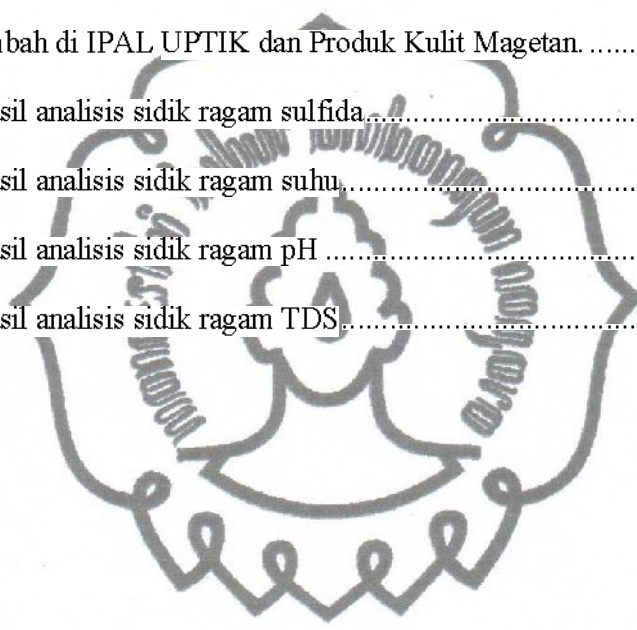 bah di IPAL UPTIK dan Produk Kulit Magetan. ......
sil analisis sidik ragam sulfida..................................
sil analisis sidik ragam suhu.....................................
sil analisis sidik ragam pH .......................................
sil analisis sidik ragam TDS.....................................